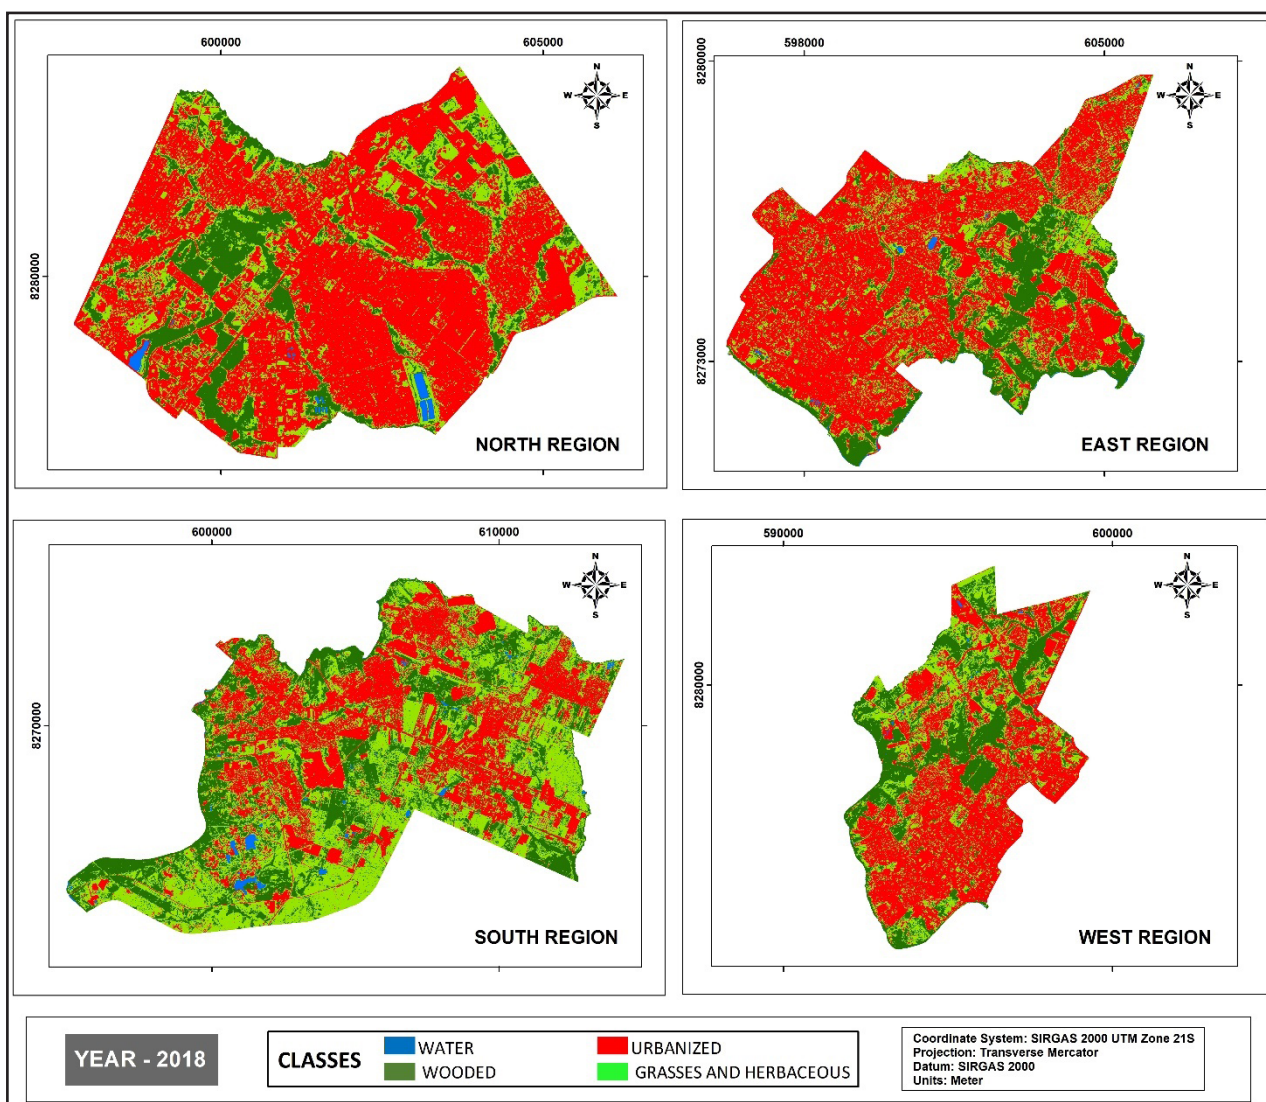 600000
605000
8280000
N
W E
S
NORTH REGION
598000
605000
8280000
8273000
N
W E
S
EAST REGION
600000
610000
8270000
N
W E
S
SOUTH REGION
590000
600000
8280000
N
W E
S
WEST REGION
YEAR - 2018
CLASSES
WATER
URBANIZED
WOODED
GRASSES AND HERBACEOUS
Coordinate System: SIRGAS 2000 UTM Zone 21S
Projection: Transverse Mercator
Datum: SIRGAS 2000
Units: Meter